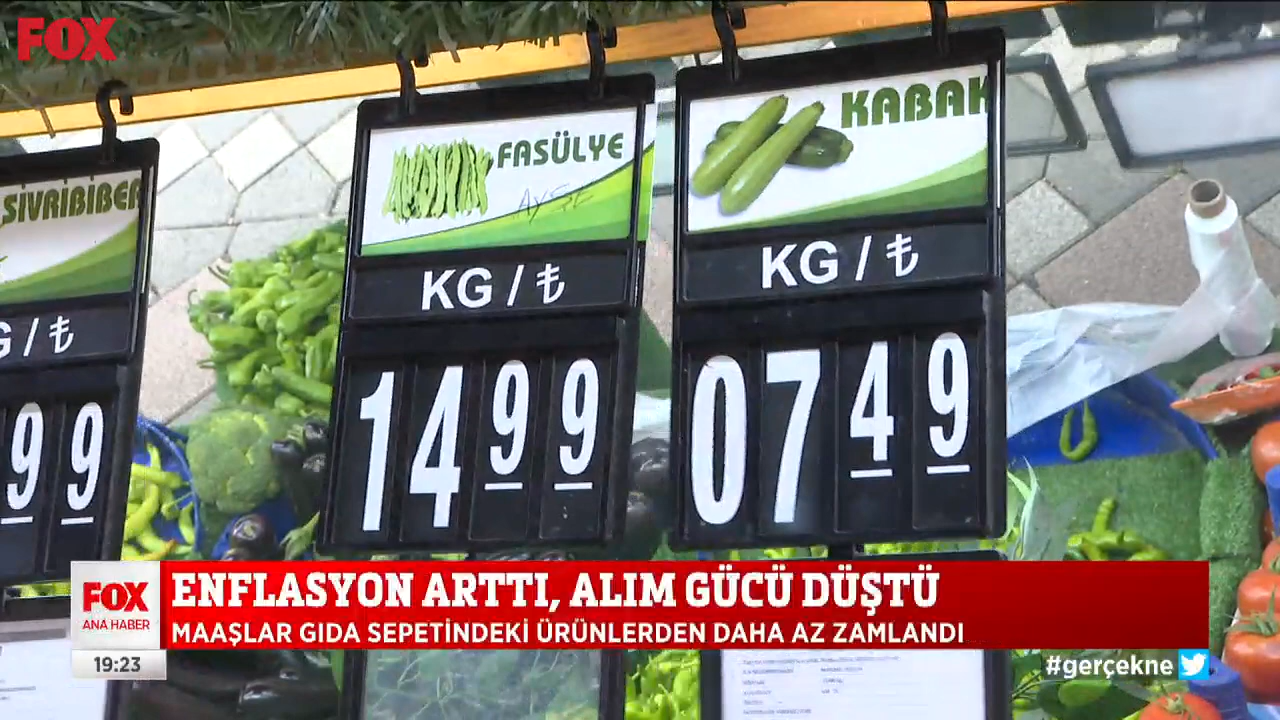 FOX
SİVRİBİBER
FASÜLYE
AYŞE
KABAK
G/₺
KG/₺
KG/₺
99
1499
0749
FOX
ANA HABER
ENFLASYON ARTTI, ALIM GÜCÜ DÜŞTÜ
MAAŞLAR GIDA SEPETİNDEKİ ÜRÜNLERDEN DAHA AZ ZAMLANDI
19:23
#gerçekne